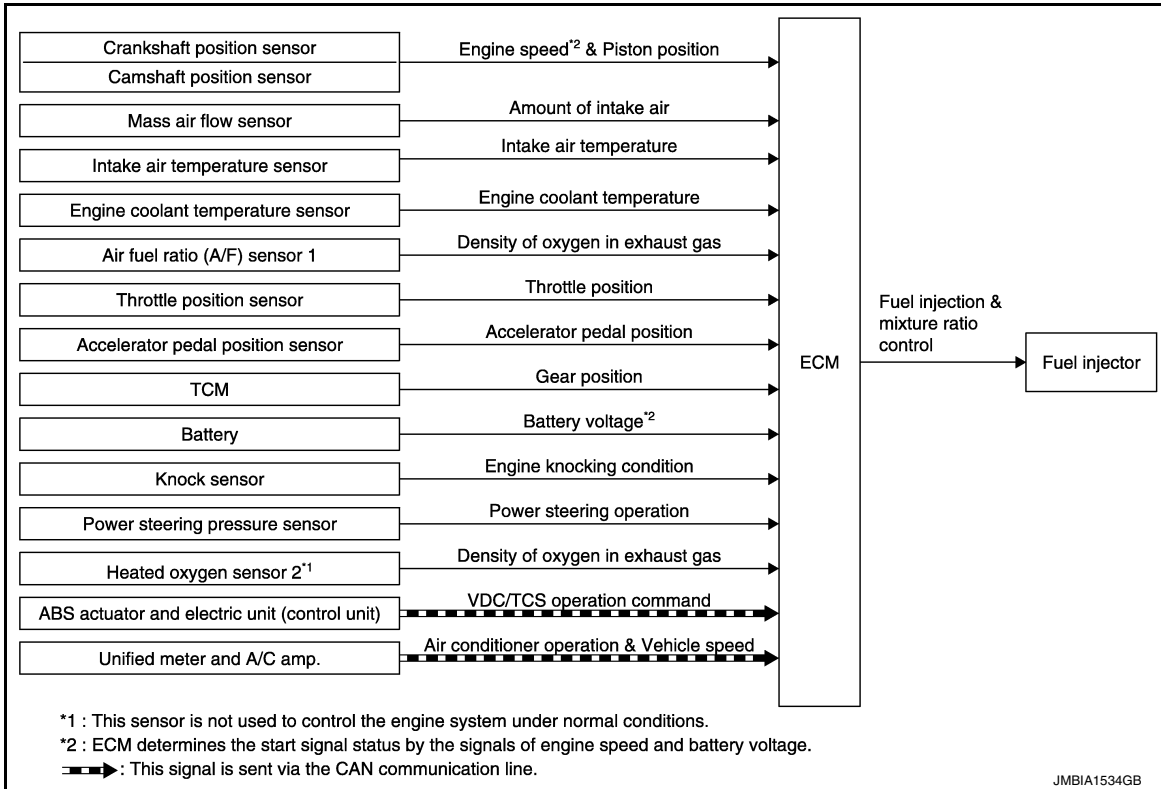 Crankshaft position sensor
Camshaft position sensor
Engine speed*2 & Piston position
Mass air flow sensor
Amount of intake air
Intake air temperature sensor
Intake air temperature
Engine coolant temperature sensor
Engine coolant temperature
Air fuel ratio (A/F) sensor 1
Density of oxygen in exhaust gas
Throttle position sensor
Throttle position
Accelerator pedal position sensor
Accelerator pedal position
TCM
Gear position
Battery
Battery voltage*2
Knock sensor
Engine knocking condition
Power steering pressure sensor
Power steering operation
Heated oxygen sensor 2*1
Density of oxygen in exhaust gas
ABS actuator and electric unit (control unit)
VDC/TCS operation command
Unified meter and A/C amp.
Air conditioner operation & Vehicle speed
ECM
Fuel injection &
mixture ratio
control
Fuel injector
*1 : This sensor is not used to control the engine system under normal conditions.
*2 : ECM determines the start signal status by the signals of engine speed and battery voltage.
: This signal is sent via the CAN communication line.
JMBIA1534GB